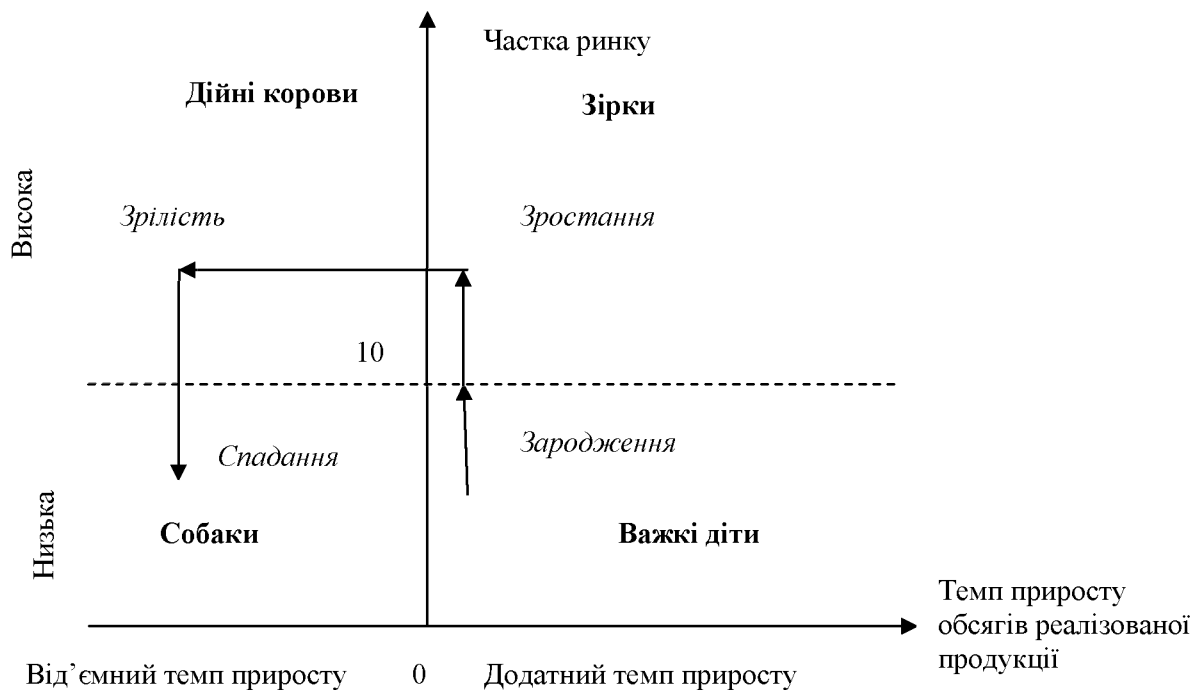 Частка ринку
Дійні корови
Зірки
Висока
Зрілість
Зростання
10
Спадання
Зародження
Низька
Собаки
Важкі діти
Темп приросту
обсягів реалізованої
продукції
Від’ємний темп приросту
0
Додатний темп приросту